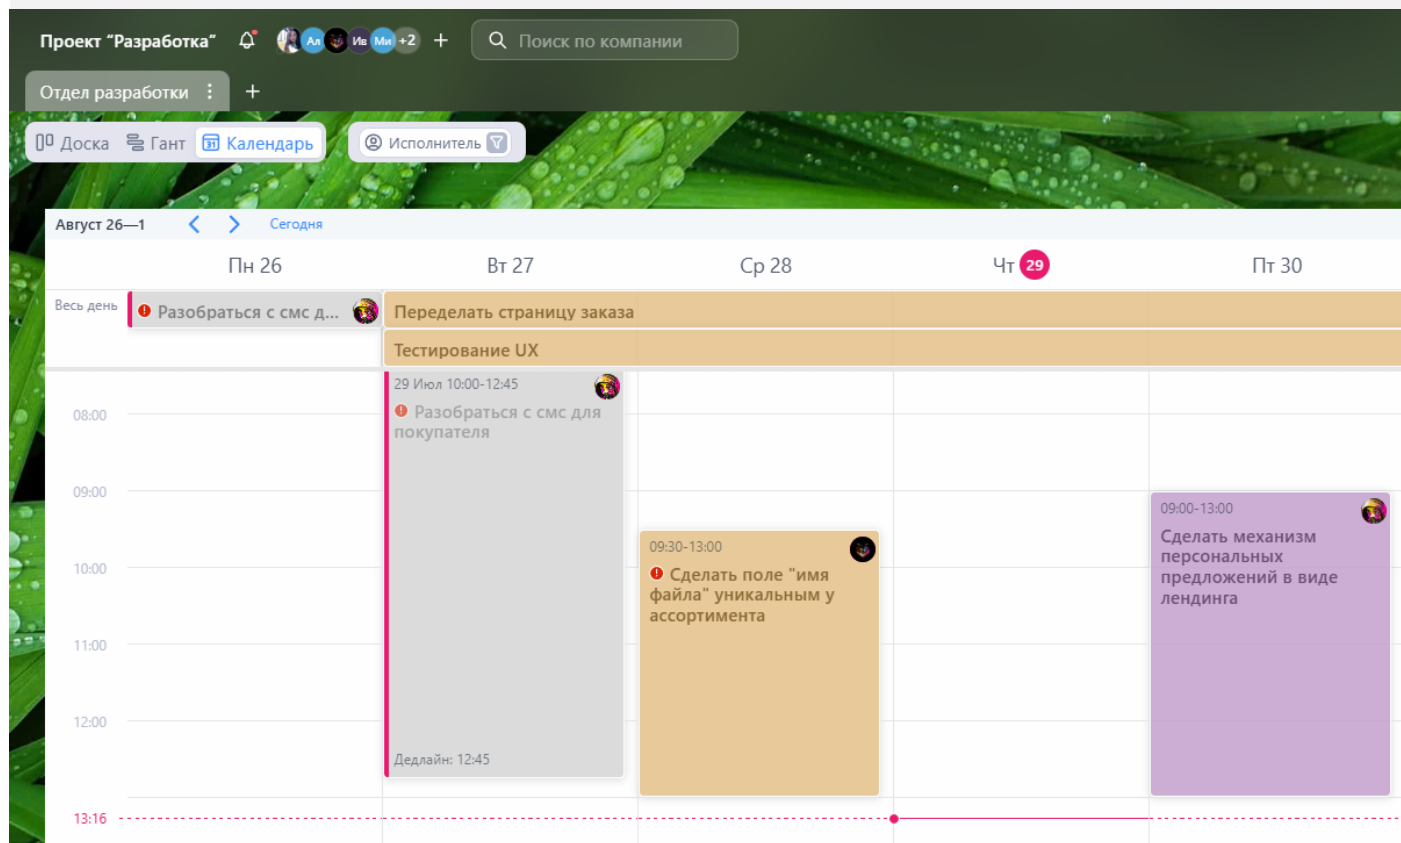 Проект “Разработка”
Ал
Ив
Ми
+2
+
Поиск по компании
Отдел разработки
+
Доска
Гант
31
Календарь
Исполнитель
Август 26—1
Сегодня
Пн 26
Вт 27
Ср 28
Чт 29
Пт 30
Весь день
Разобраться с смс д...
Переделать страницу заказа
Тестирование UX
29 Июл 10:00-12:45
Разобраться с смс для
покупателя
Дедлайн: 12:45
09:30-13:00
Сделать поле "имя
файла" уникальным у
ассортимента
09:00-13:00
Сделать механизм
персональных
предложений в виде
лендинга
08:00
09:00
10:00
11:00
12:00
13:16